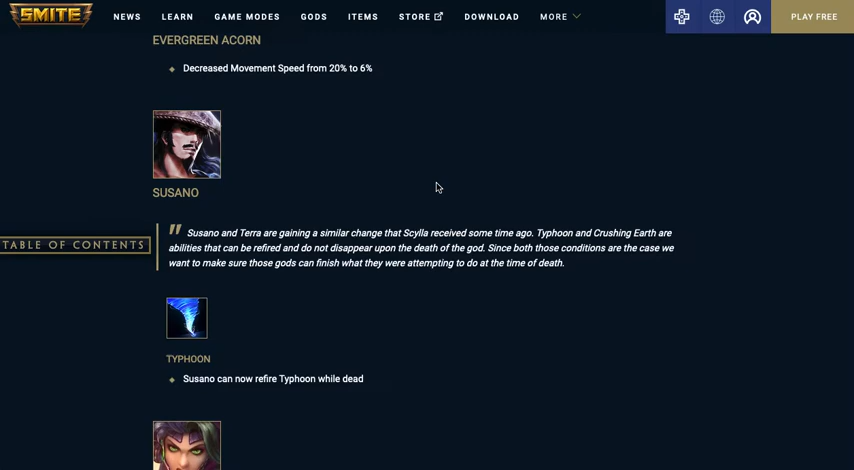 SMITE NEWS LEARN GAME MODES GODS ITEMS STORE DOWNLOAD MORE PLAY FREE
EVERGREEN ACORN
Decreased Movement Speed from 20% to 6%
SUSANO
TABLE OF CONTENTS
" Susano and Terra are gaining a similar change that Scylla received some time ago. Typhoon and Crushing Earth are
abilities that can be refired and do not disappear upon the death of the god. Since both those conditions are the case we
want to make sure those gods can finish what they were attempting to do at the time of death.
TYPHOON
Susano can now refire Typhoon while dead